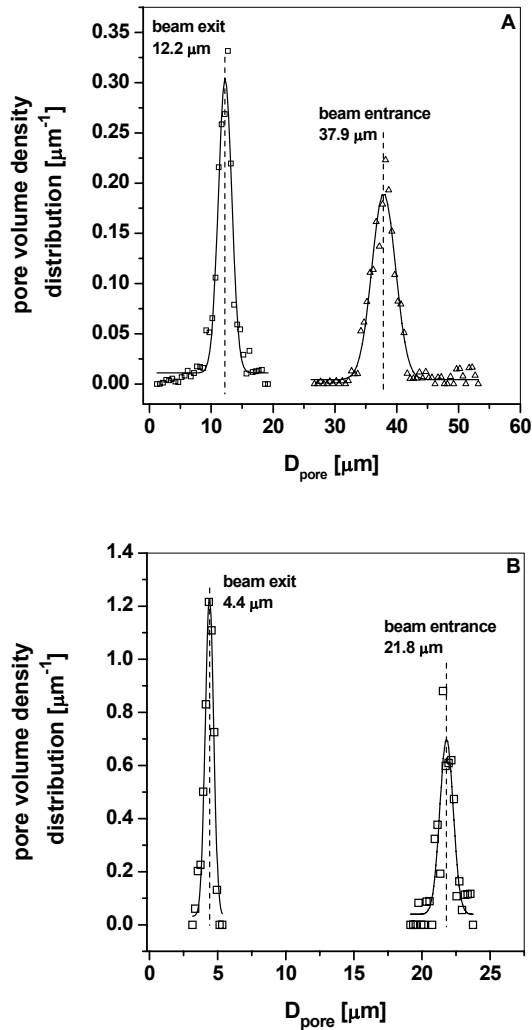 A
beam exit
12.2 μm
beam entrance
37.9 μm
0.35
0.30
0.25
0.20
0.15
0.10
0.05
0.00
pore volume density
distribution [μm⁻¹]
0 10 20 30 40 50 60
D_pore [μm]
B
beam exit
4.4 μm
beam entrance
21.8 μm
1.4
1.2
1.0
0.8
0.6
0.4
0.2
0.0
pore volume density
distribution [μm⁻¹]
0 5 10 15 20 25
D_pore [μm]